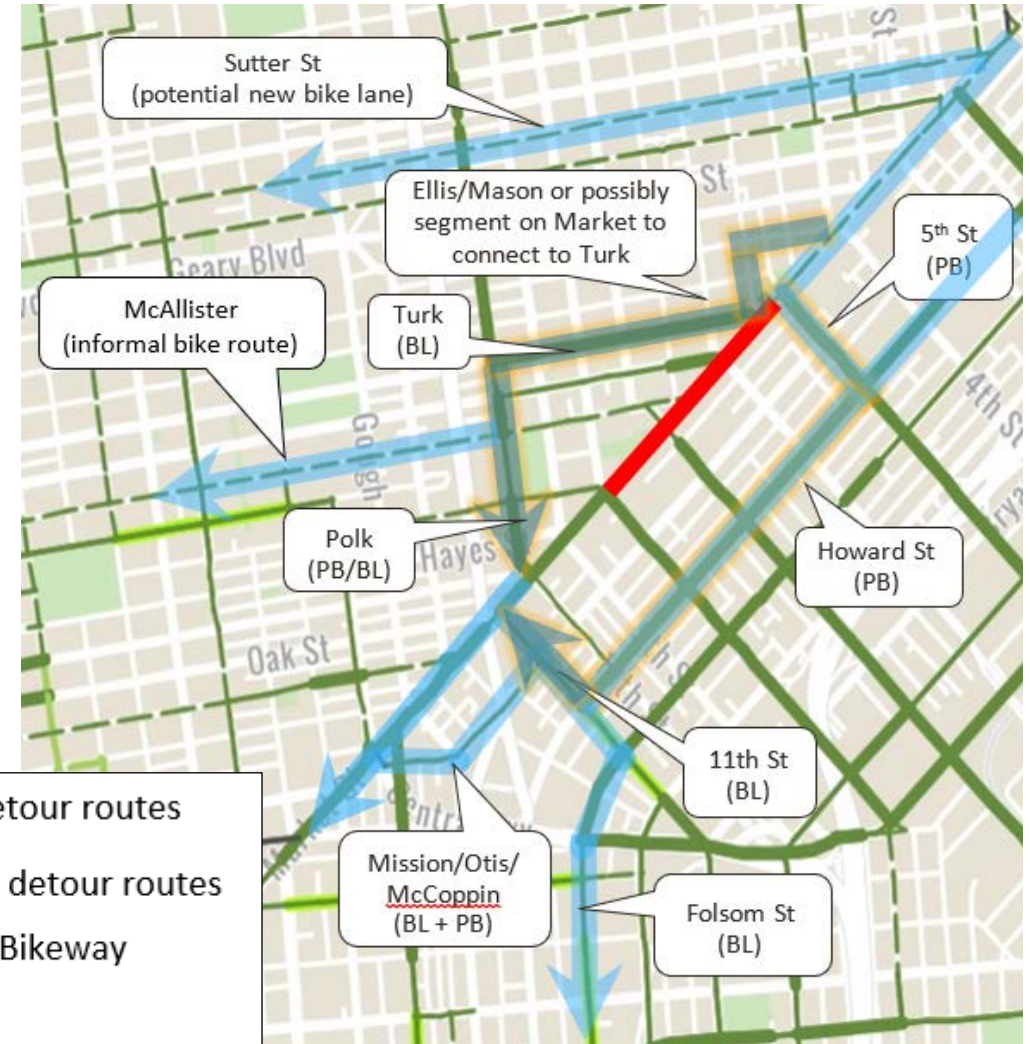 St
Sutter St
(potential new bike lane)
Ellis/Mason or possibly
segment on Market to
connect to Turk
St
5th St
(PB)
Geary Blvd
McAllister
(informal bike route)
Turk
(BL)
4th St
Gough
Polk
(PB/BL)
Hayes
Howard St
(PB)
Oak St
11th St
(BL)
etour routes
detour routes
Bikeway
Mission/Otis/
McCoppin
(BL + PB)
Folsom St
(BL)